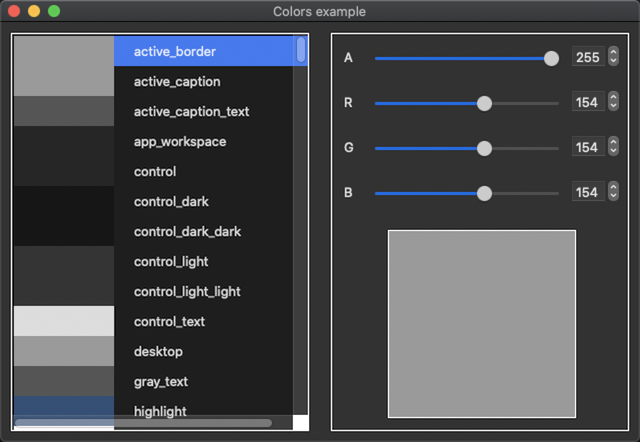 Colors example
active_border
active_caption
active_caption_text
app_workspace
control
control_dark
control_dark_dark
control_light
control_light_light
control_text
desktop
gray_text
highlight
A 255
R 154
G 154
B 154